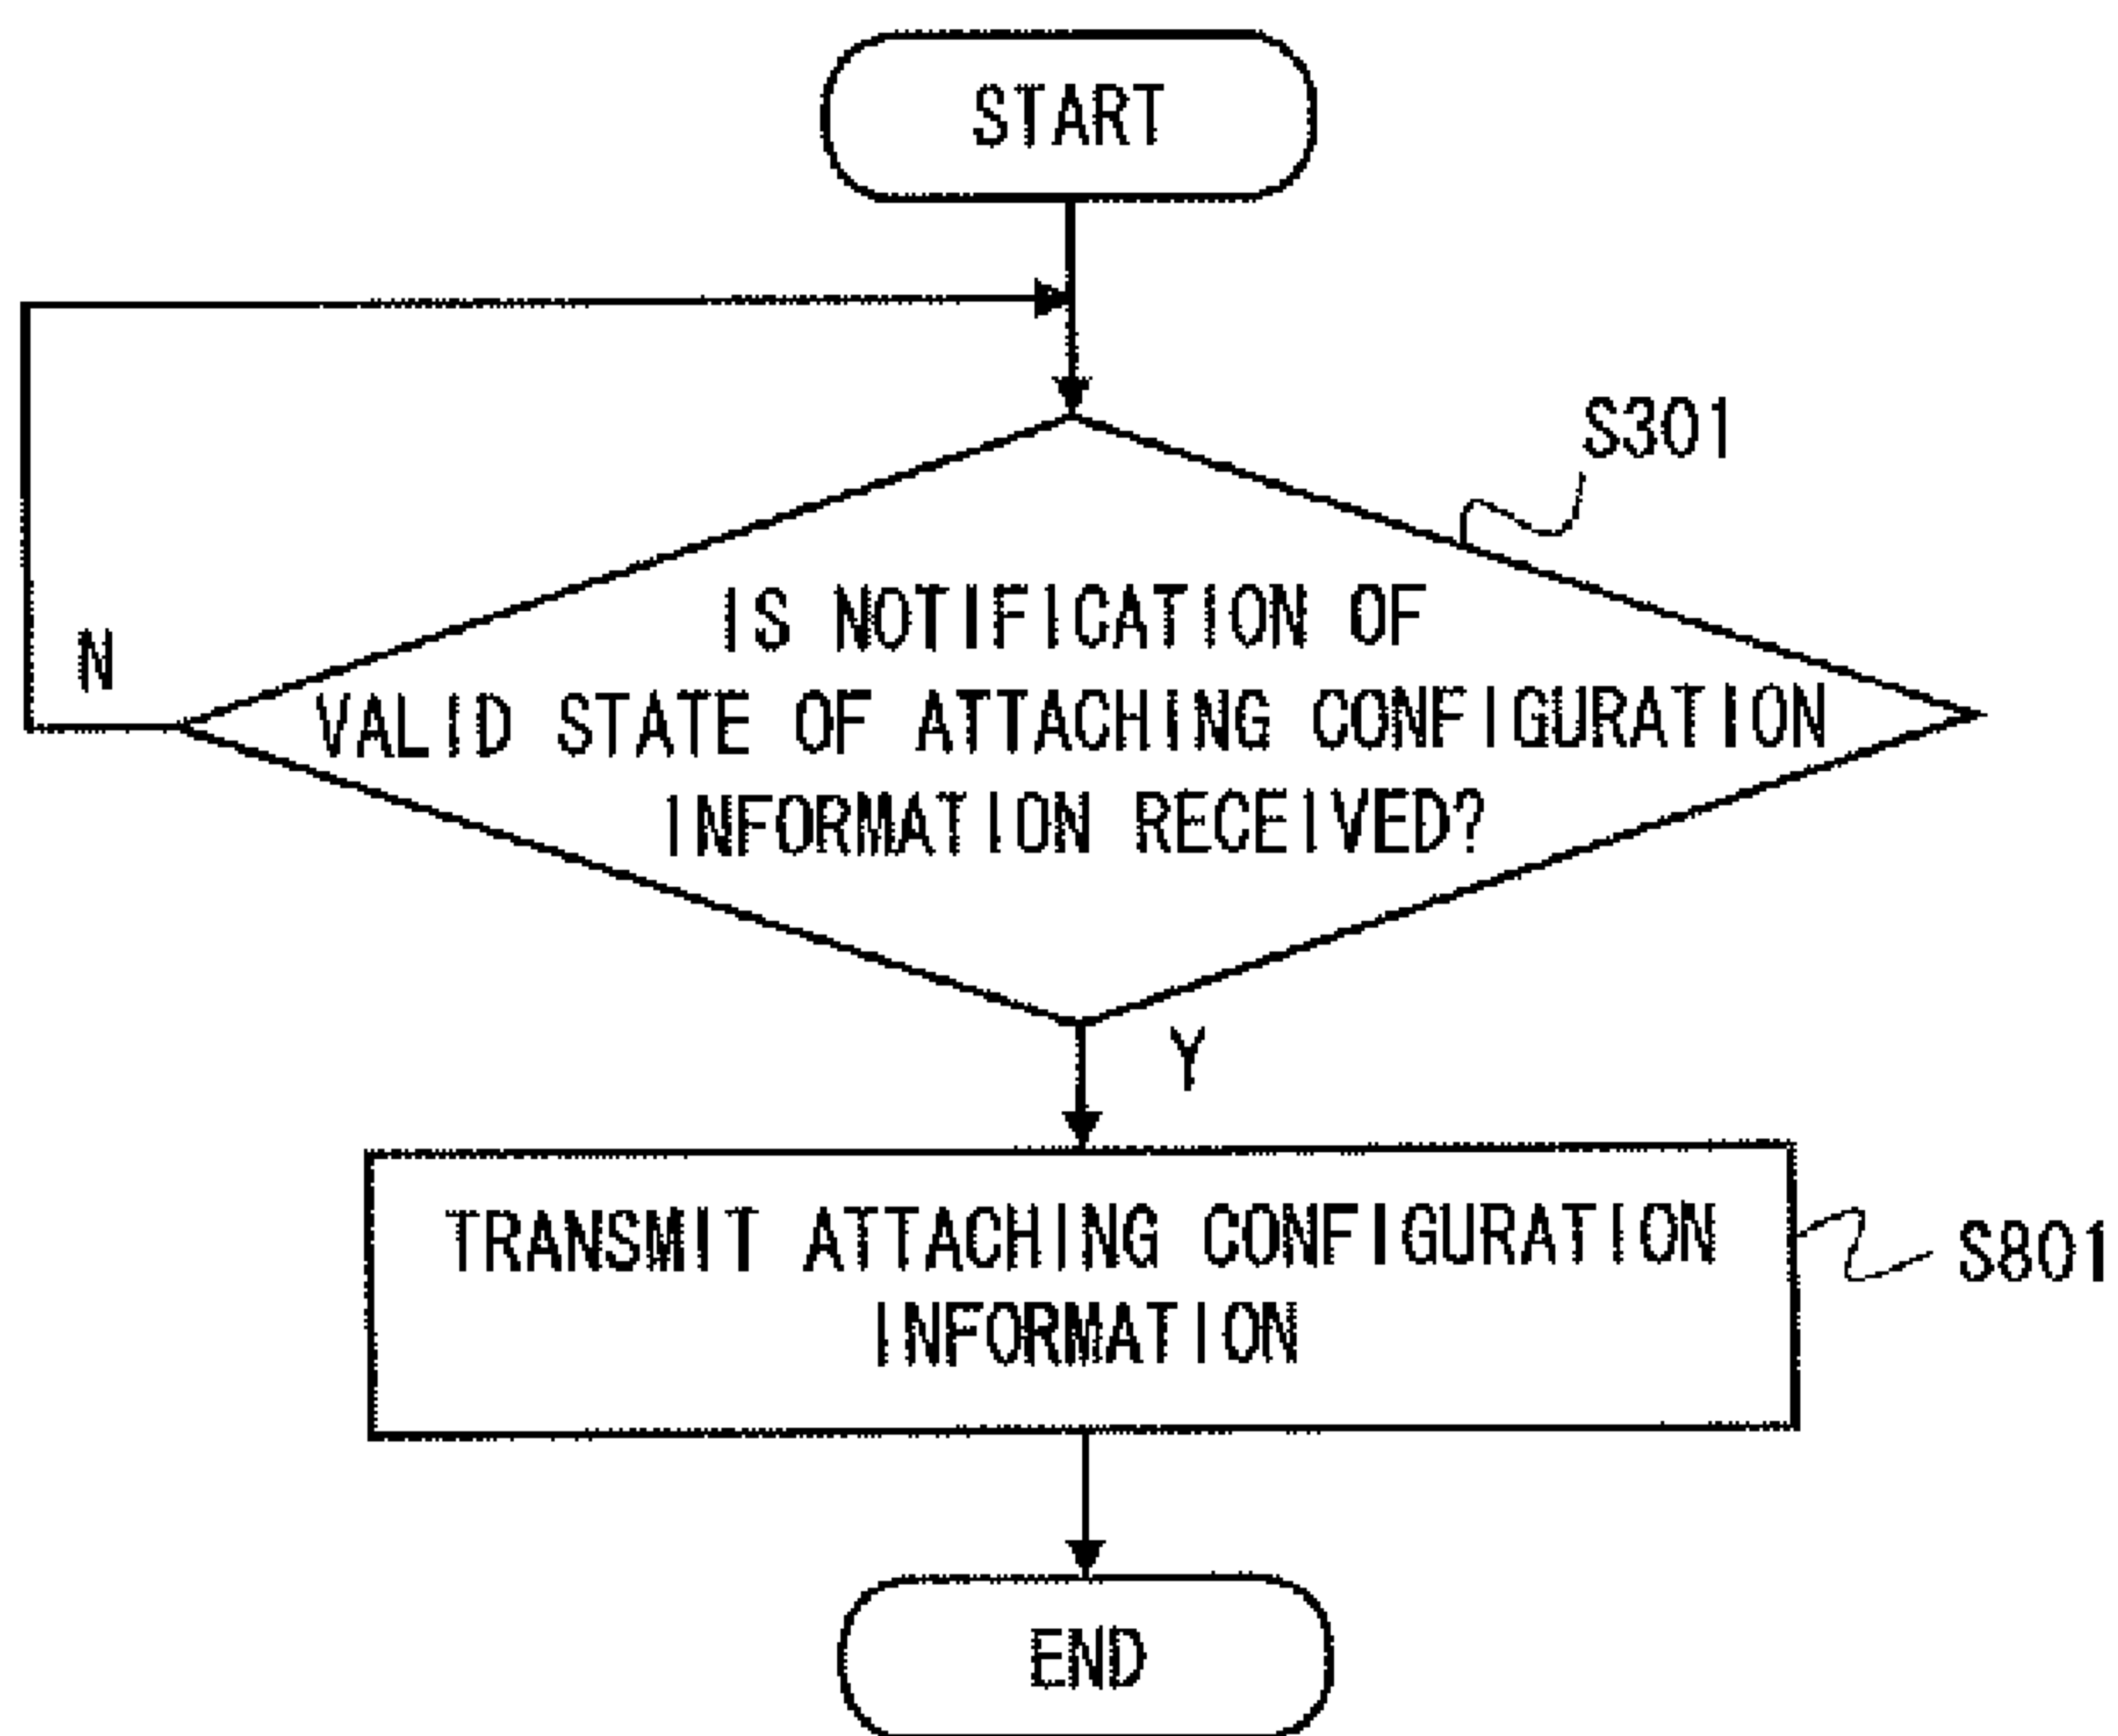 START
S301
IS NOTIFICATION OF
VALID STATE OF ATTACHING CONFIGURATION
INFORMATION RECEIVED?
N
Y
TRANSMIT ATTACHING CONFIGURATION
INFORMATION
S801
END